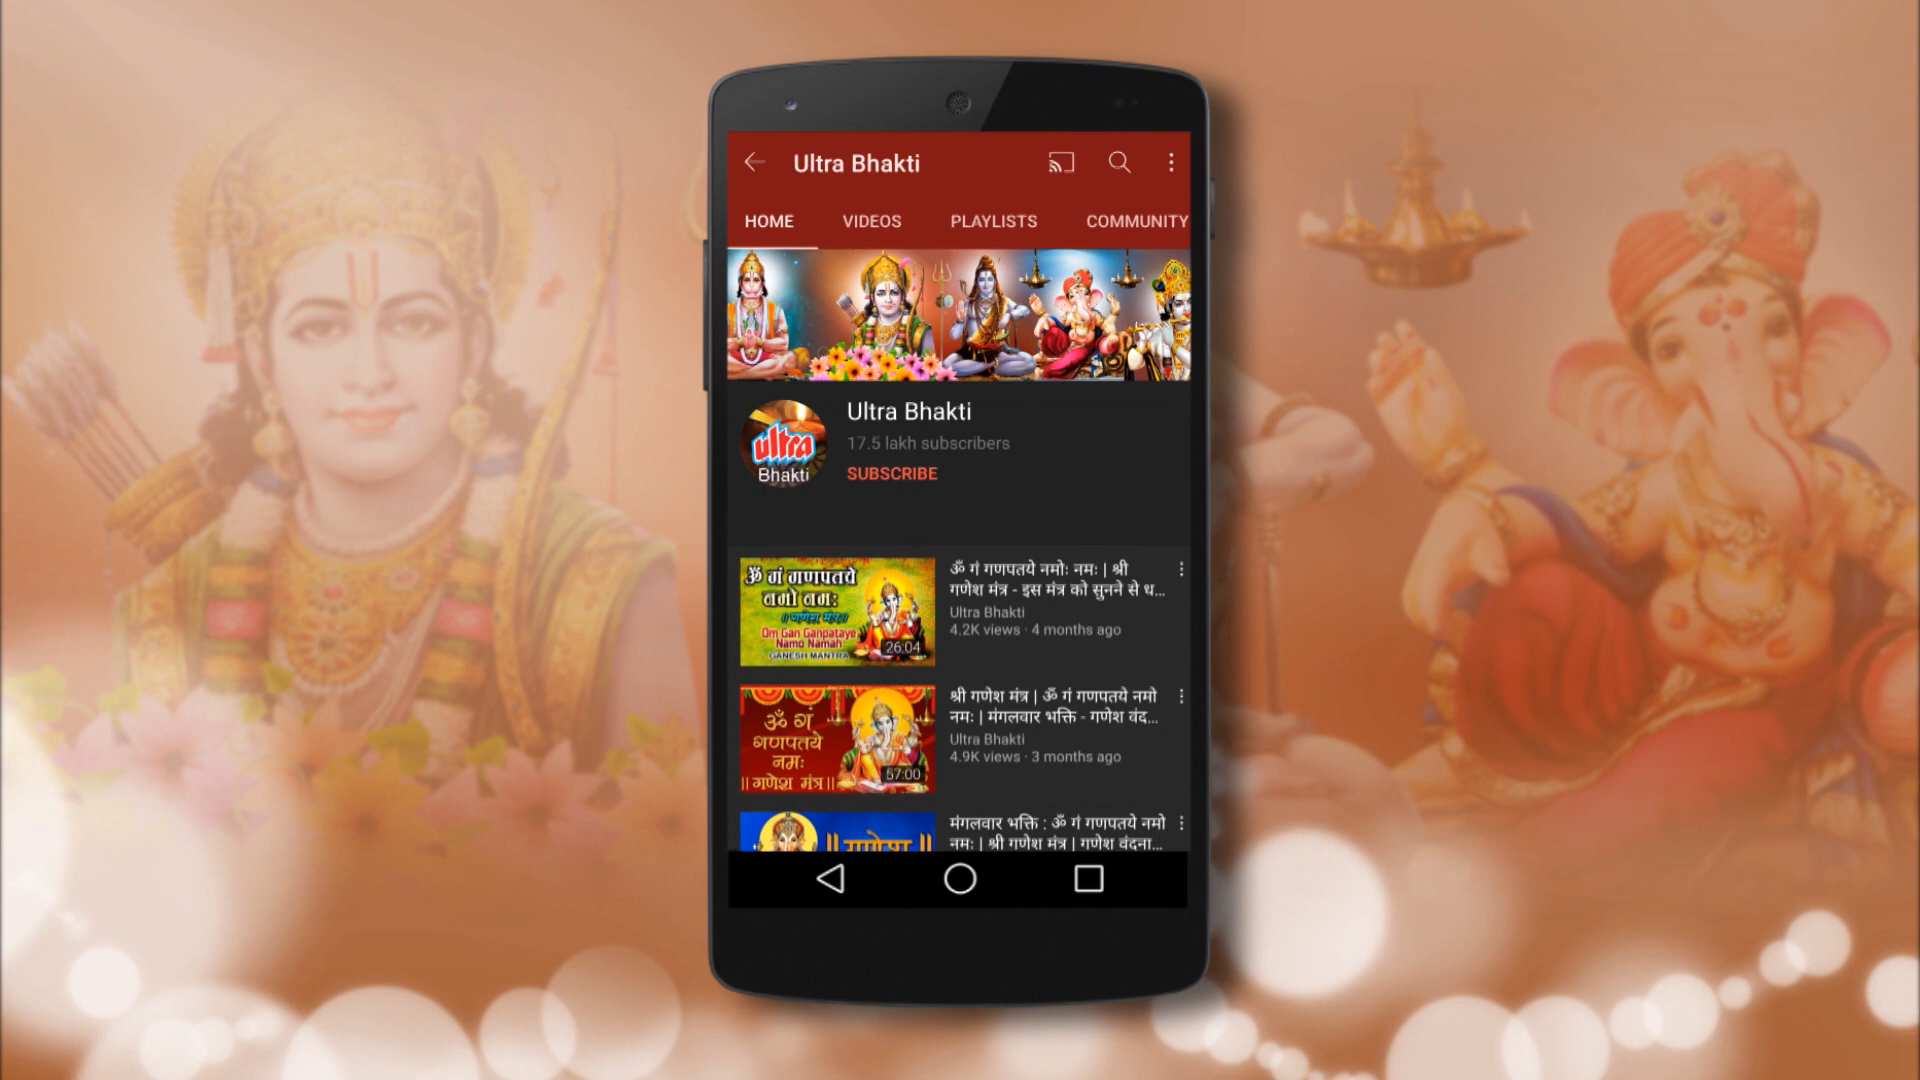 Ultra Bhakti
HOME VIDEOS PLAYLISTS COMMUNITY
Ultra Bhakti
17.5 lakh subscribers
SUBSCRIBE
ultra
Bhakti
ॐ गं गणपतये
नमो नमः
|| गणेश मंत्र ||
Om Gan Ganpataye
Namo Namah
GANESH MANTRA
26:04
ॐ गं गणपतये नमोः नमः | श्री
गणेश मंत्र - इस मंत्र को सुनने से ध...
Ultra Bhakti
4.2K views · 4 months ago
ॐ गं
गणपतये
नमः
|| गणेश मंत्र ||
57:00
श्री गणेश मंत्र | ॐ गं गणपतये नमो
नमः | मंगलवार भक्ति - गणेश वंद...
Ultra Bhakti
4.9K views · 3 months ago
|| गणेश ||
मंगलवार भक्ति : ॐ गं गणपतये नमो
नमः | श्री गणेश मंत्र | गणेश वंदना...